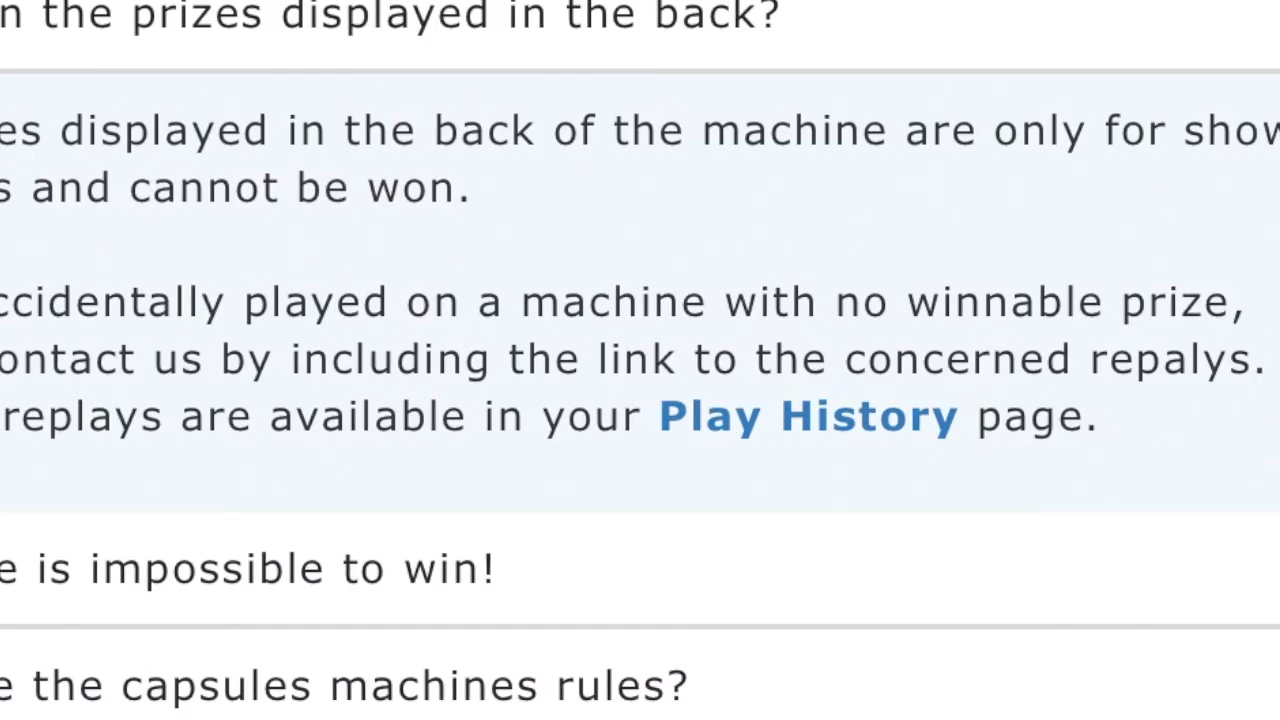 n the prizes displayed in the back?
es displayed in the back of the machine are only for show
s and cannot be won.
ccidentally played on a machine with no winnable prize,
ontact us by including the link to the concerned repalys.
replays are available in your Play History page.
e is impossible to win!
e the capsules machines rules?